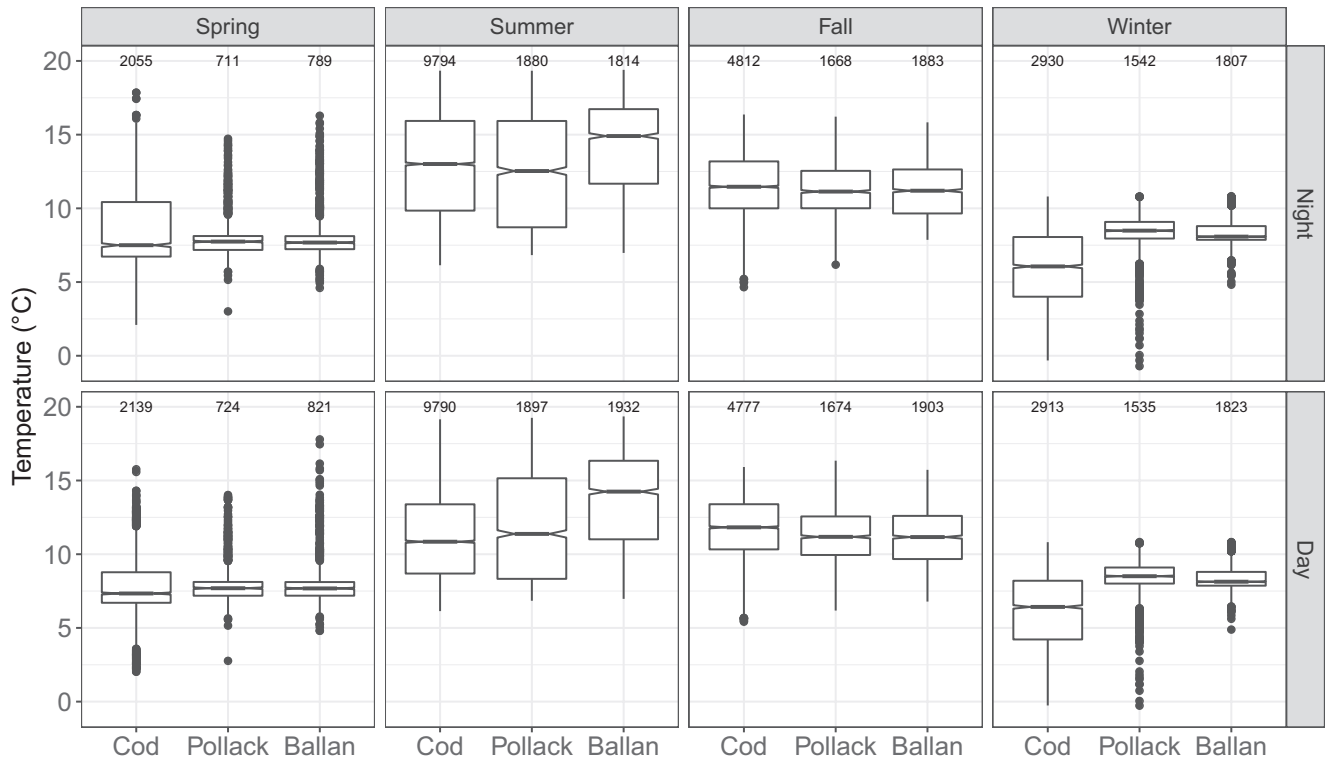 Spring Summer Fall Winter
20 2055 711 789 9794 1880 1814 4812 1668 1883 2930 1542 1807
15
10
5
0
Night
Temperature (°C)
20 2139 724 821 9790 1897 1932 4777 1674 1903 2913 1535 1823
15
10
5
0
Day
Cod Pollack Ballan Cod Pollack Ballan Cod Pollack Ballan Cod Pollack Ballan